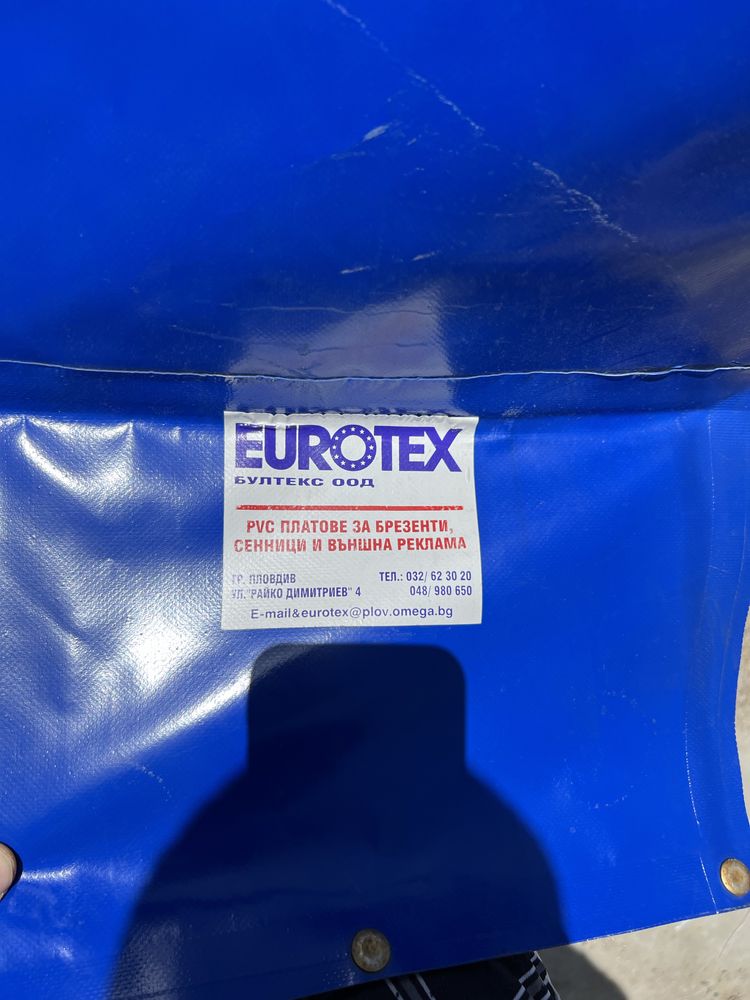 EUROTEX
БУЛТЕКС ООД
PVC ПЛАТОВЕ ЗА БРЕЗЕНТИ,
СЕННИЦИ И ВЪНШНА РЕКЛАМА
ГР. ПЛОВДИВ ТЕЛ.: 032/ 62 30 20
УЛ."РАЙКО ДИМИТРИЕВ" 4 048/ 980 650
E-mail&eurotex@plov.omega.bg